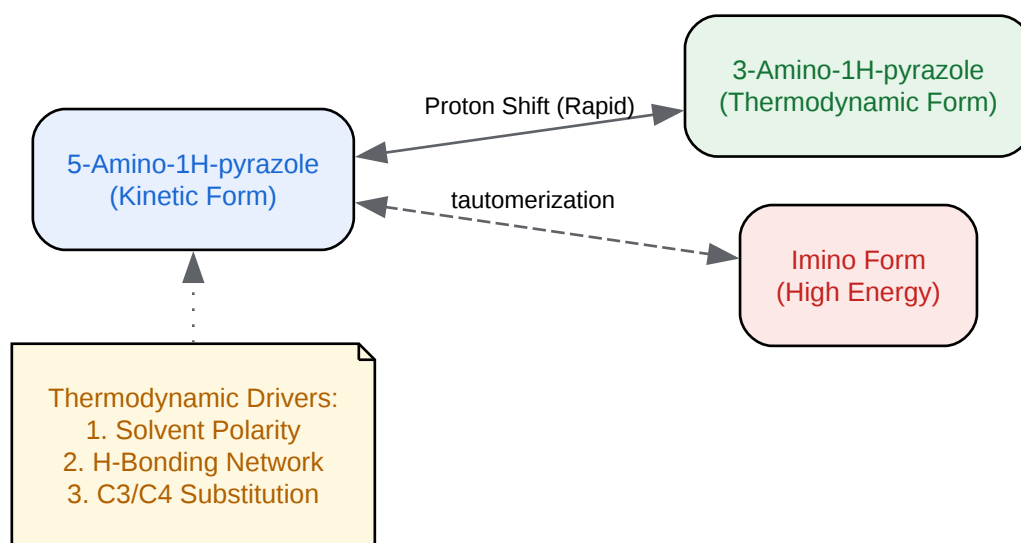 3-Amino-1H-pyrazole
(Thermodynamic Form)
Proton Shift (Rapid)
5-Amino-1H-pyrazole
(Kinetic Form)
tautomerization
Imino Form
(High Energy)
Thermodynamic Drivers:
1. Solvent Polarity
2. H-Bonding Network
3. C3/C4 Substitution